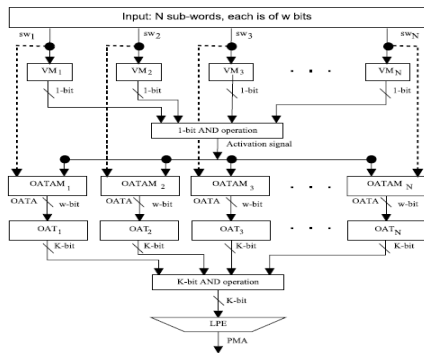 Input: N sub-words, each is of w bits
sw1 sw2 sw3 swN
VM1 VM2 VM3 . . . VMN
1-bit 1-bit 1-bit 1-bit
1-bit AND operation
Activation signal
OATAM1 OATAM2 OATAM3 . . . OATAMN
OATA w-bit OATA w-bit OATA w-bit OATA w-bit
OAT1 OAT2 OAT3 . . . OATN
K-bit K-bit K-bit K-bit
K-bit AND operation
K-bit
LPE
PMA